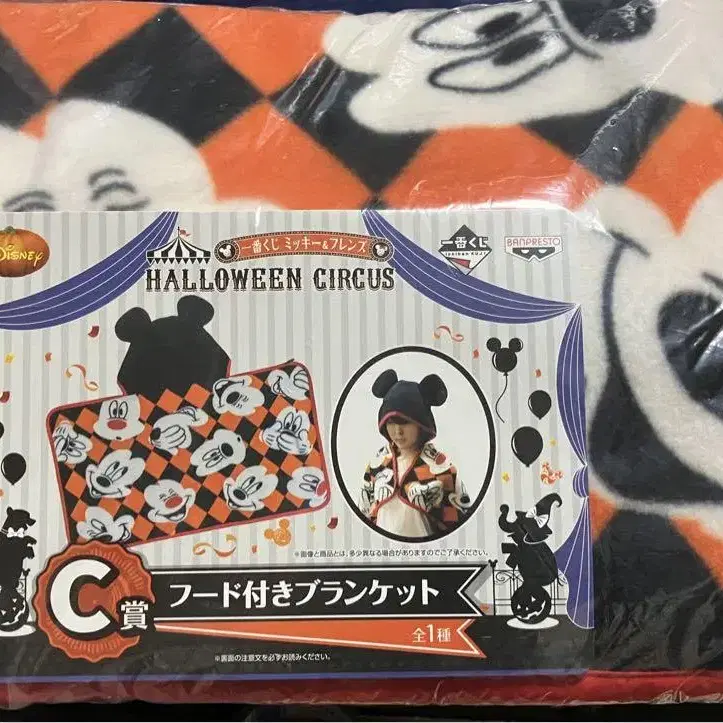 Disney
一番くじ ミッキー&フレンズ
HALLOWEEN CIRCUS
一番くじ
ICHIBAN KUJI
BANPRESTO
※画像と商品とは、多少異なる場合がありますのでご了承ください。
C賞
フード付きブランケット
全1種
※裏面の注意文を必ずお読みください。